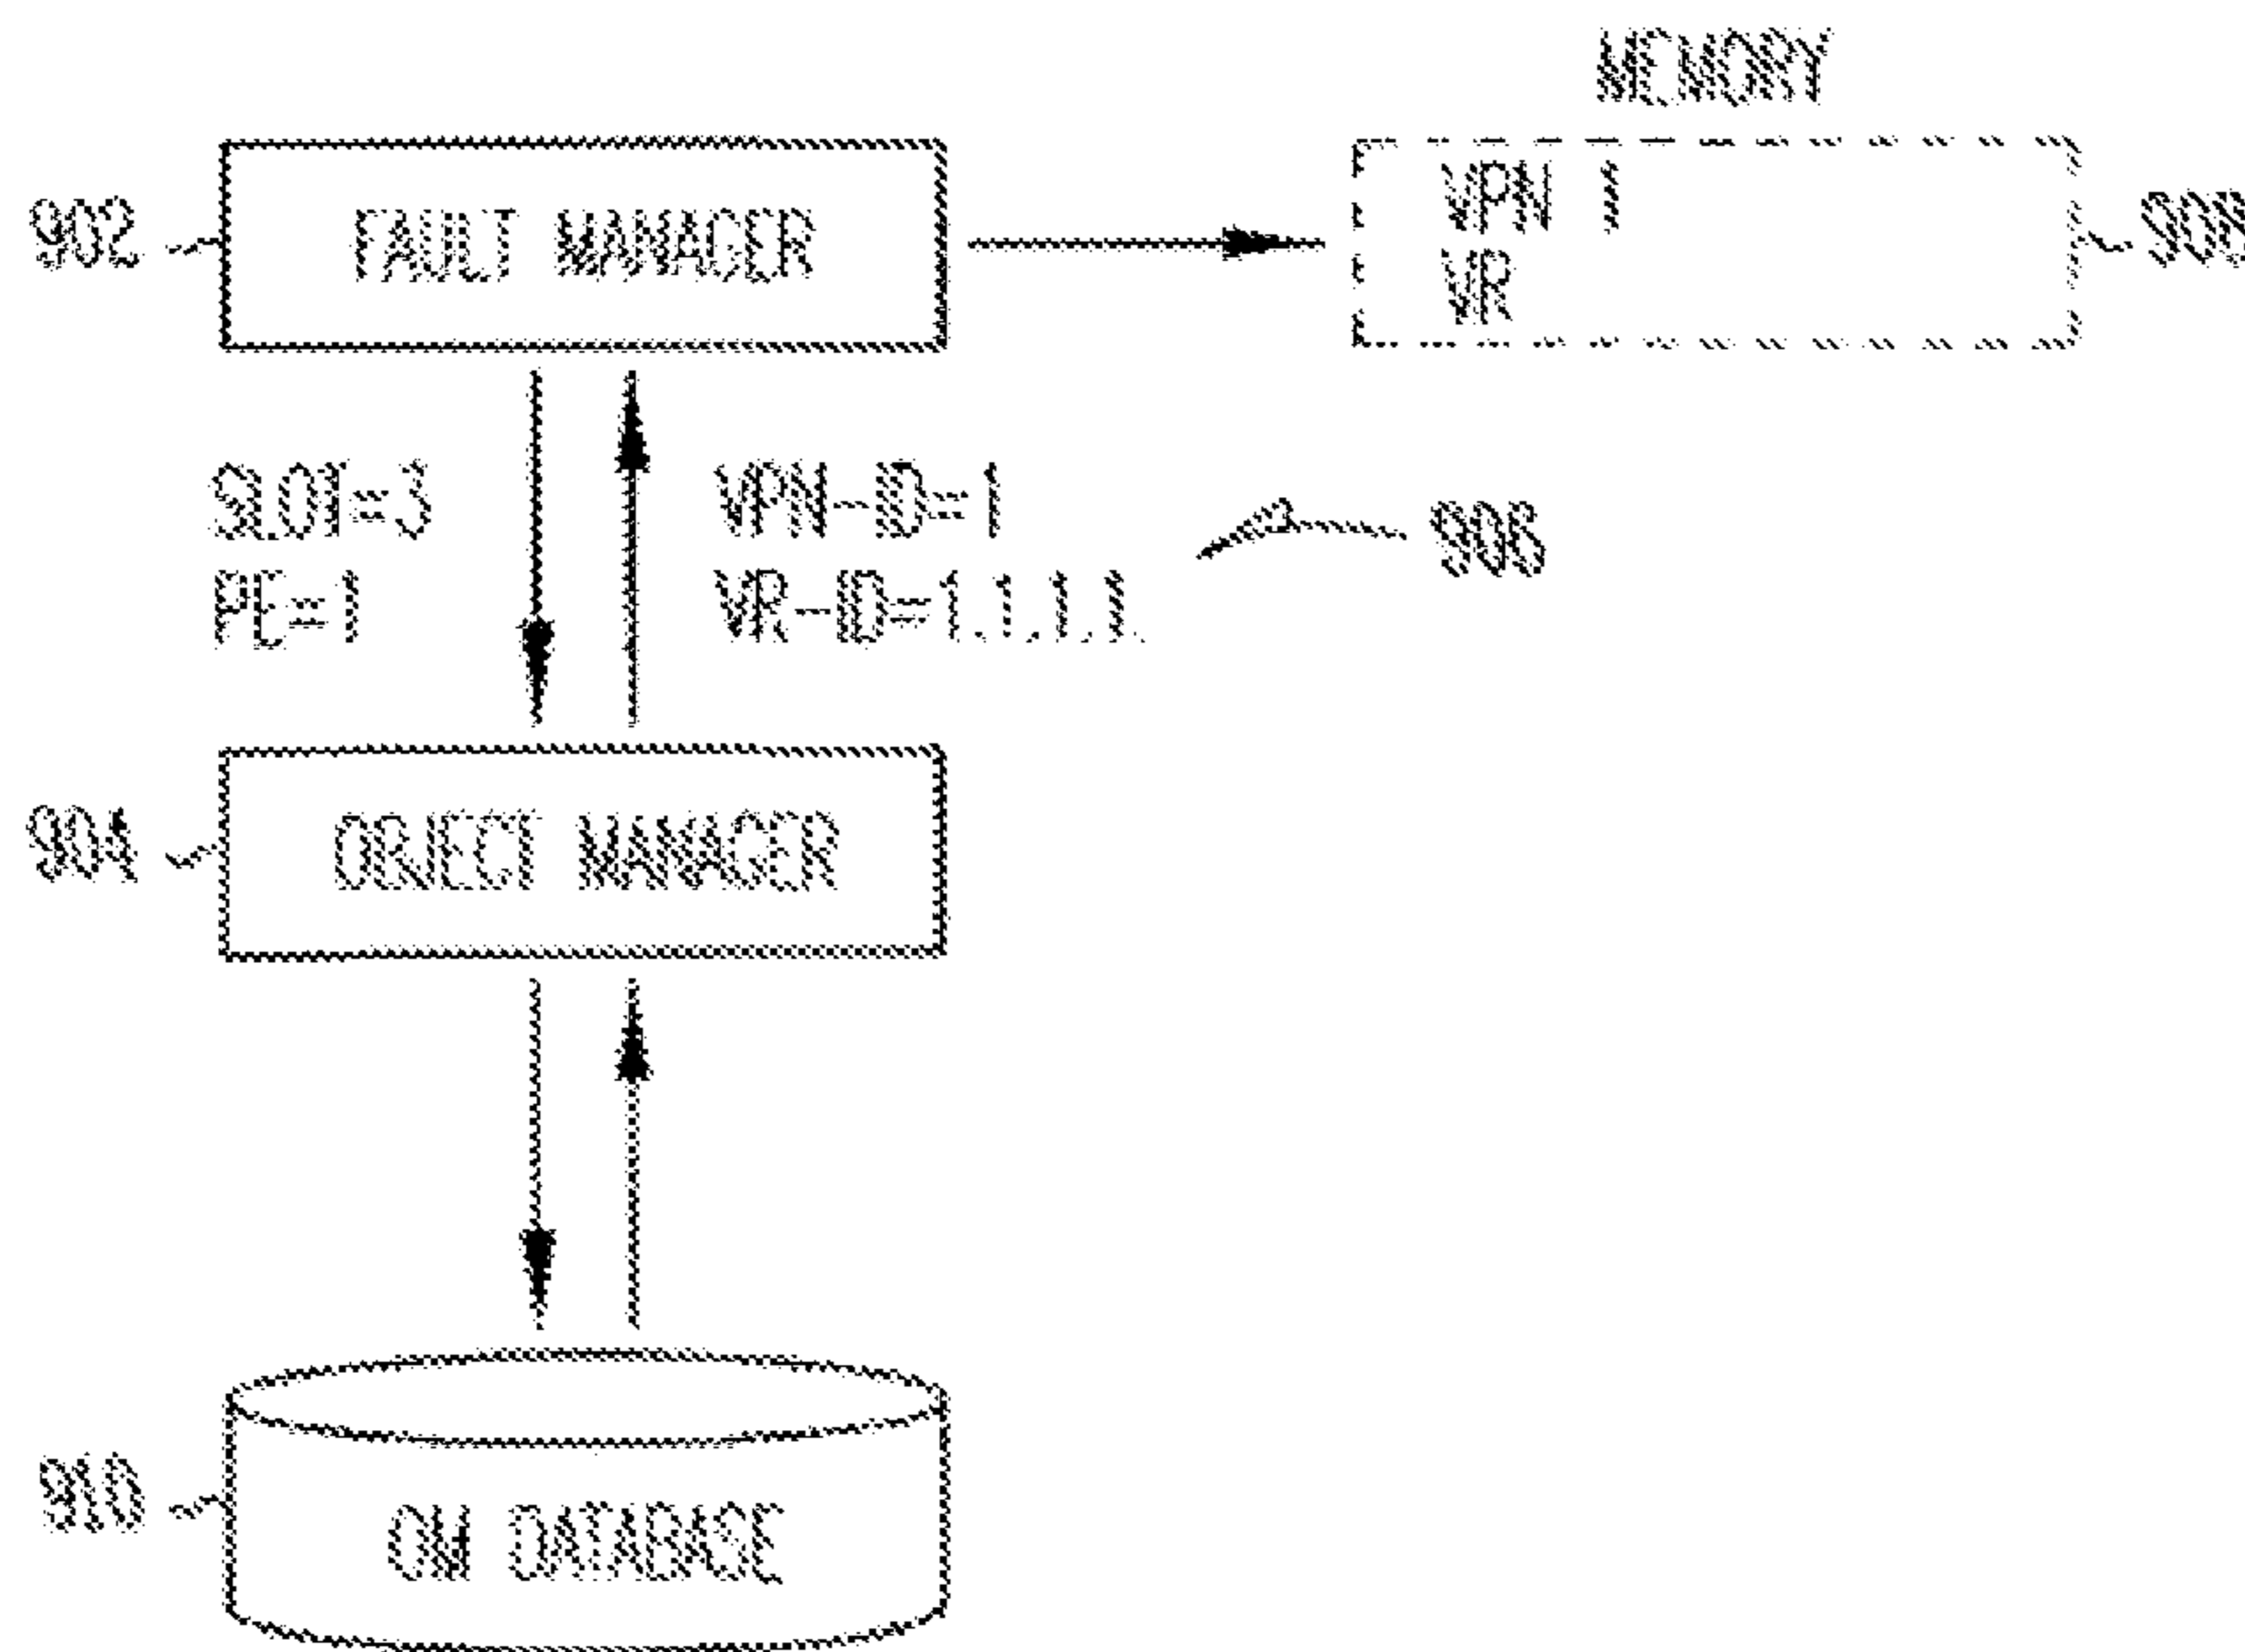 MEMORY
902
FAULT MANAGER
VPN 1
VR
SLOT=3
PE=1
VPN-ID=1
VR-ID=1.1.1.1.
906
904
OBJECT MANAGER
910
OM DATABASE